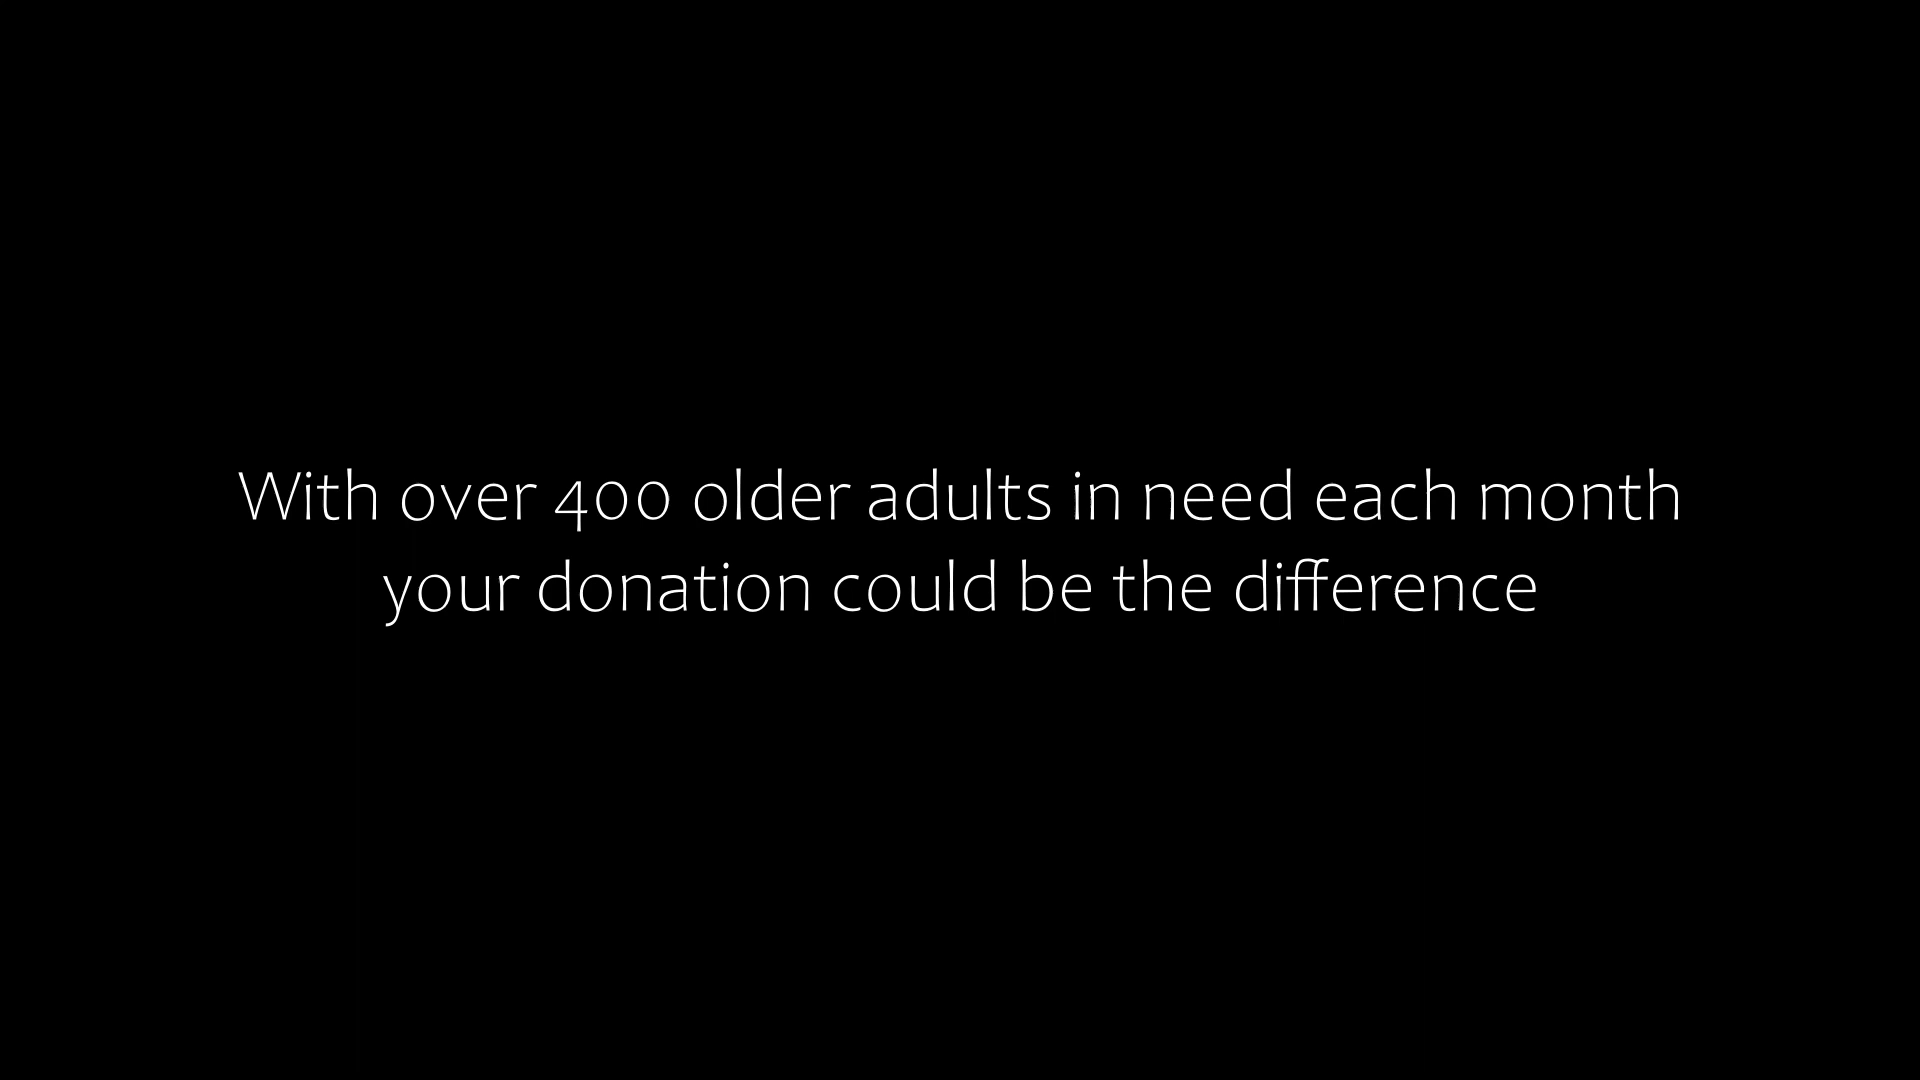 With over 400 older adults in need each month
your donation could be the difference